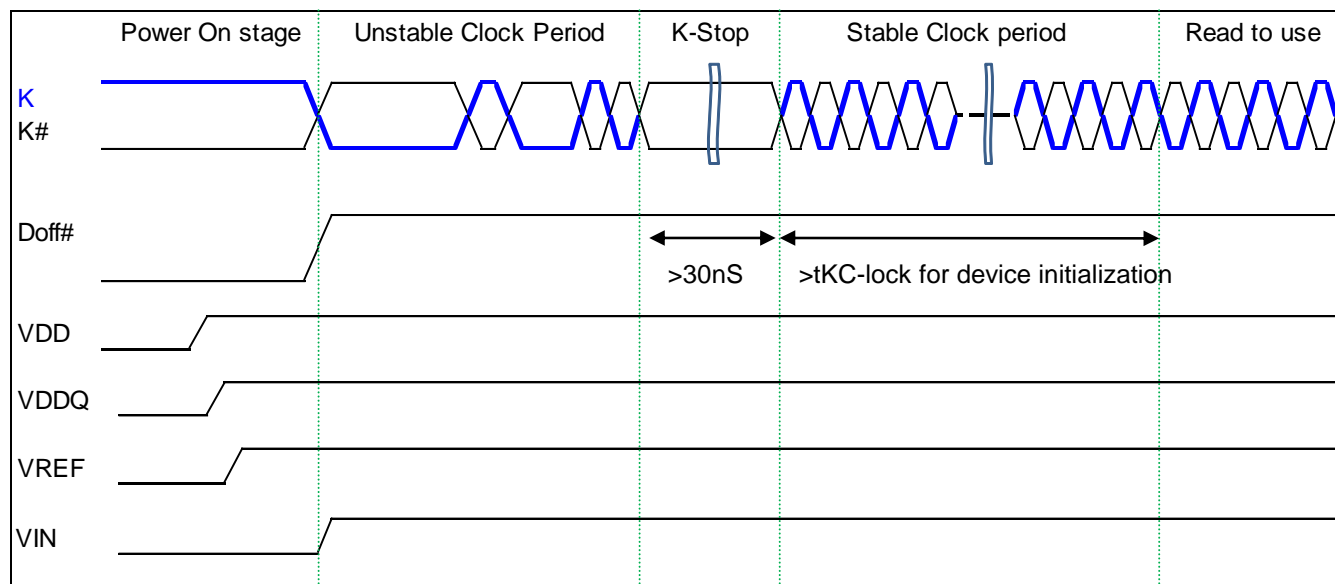 Power On stage Unstable Clock Period K-Stop Stable Clock period Read to use
K
K#
Doff#
>30nS >tKC-lock for device initialization
VDD
VDDQ
VREF
VIN